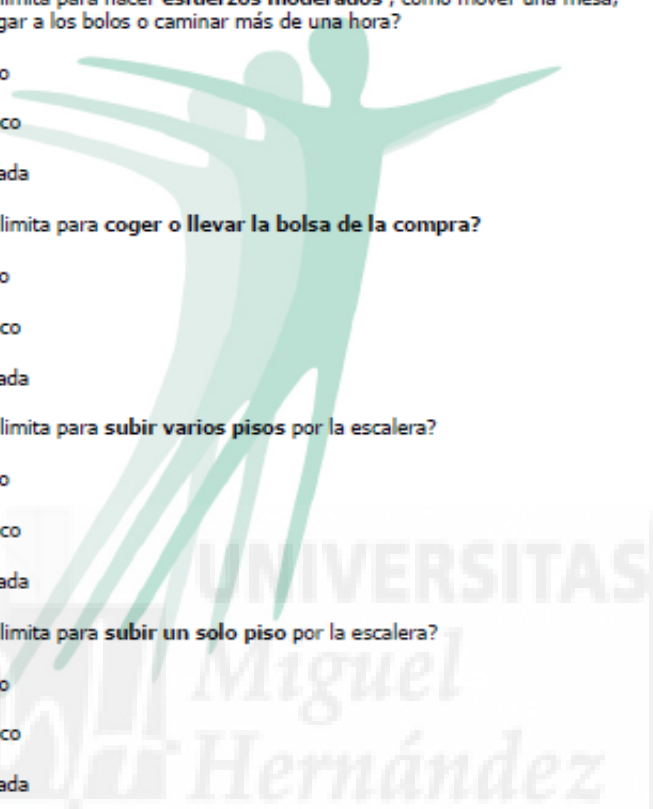 limita para hacer esfuerzos moderados , como mover una mesa,
gar a los bolos o caminar más de una hora?
o
co
ada
limita para coger o llevar la bolsa de la compra?
o
co
ada
limita para subir varios pisos por la escalera?
o
co
ada
limita para subir un solo piso por la escalera?
o
co
ada
UNIVERSITAS
Miguel
Hernández